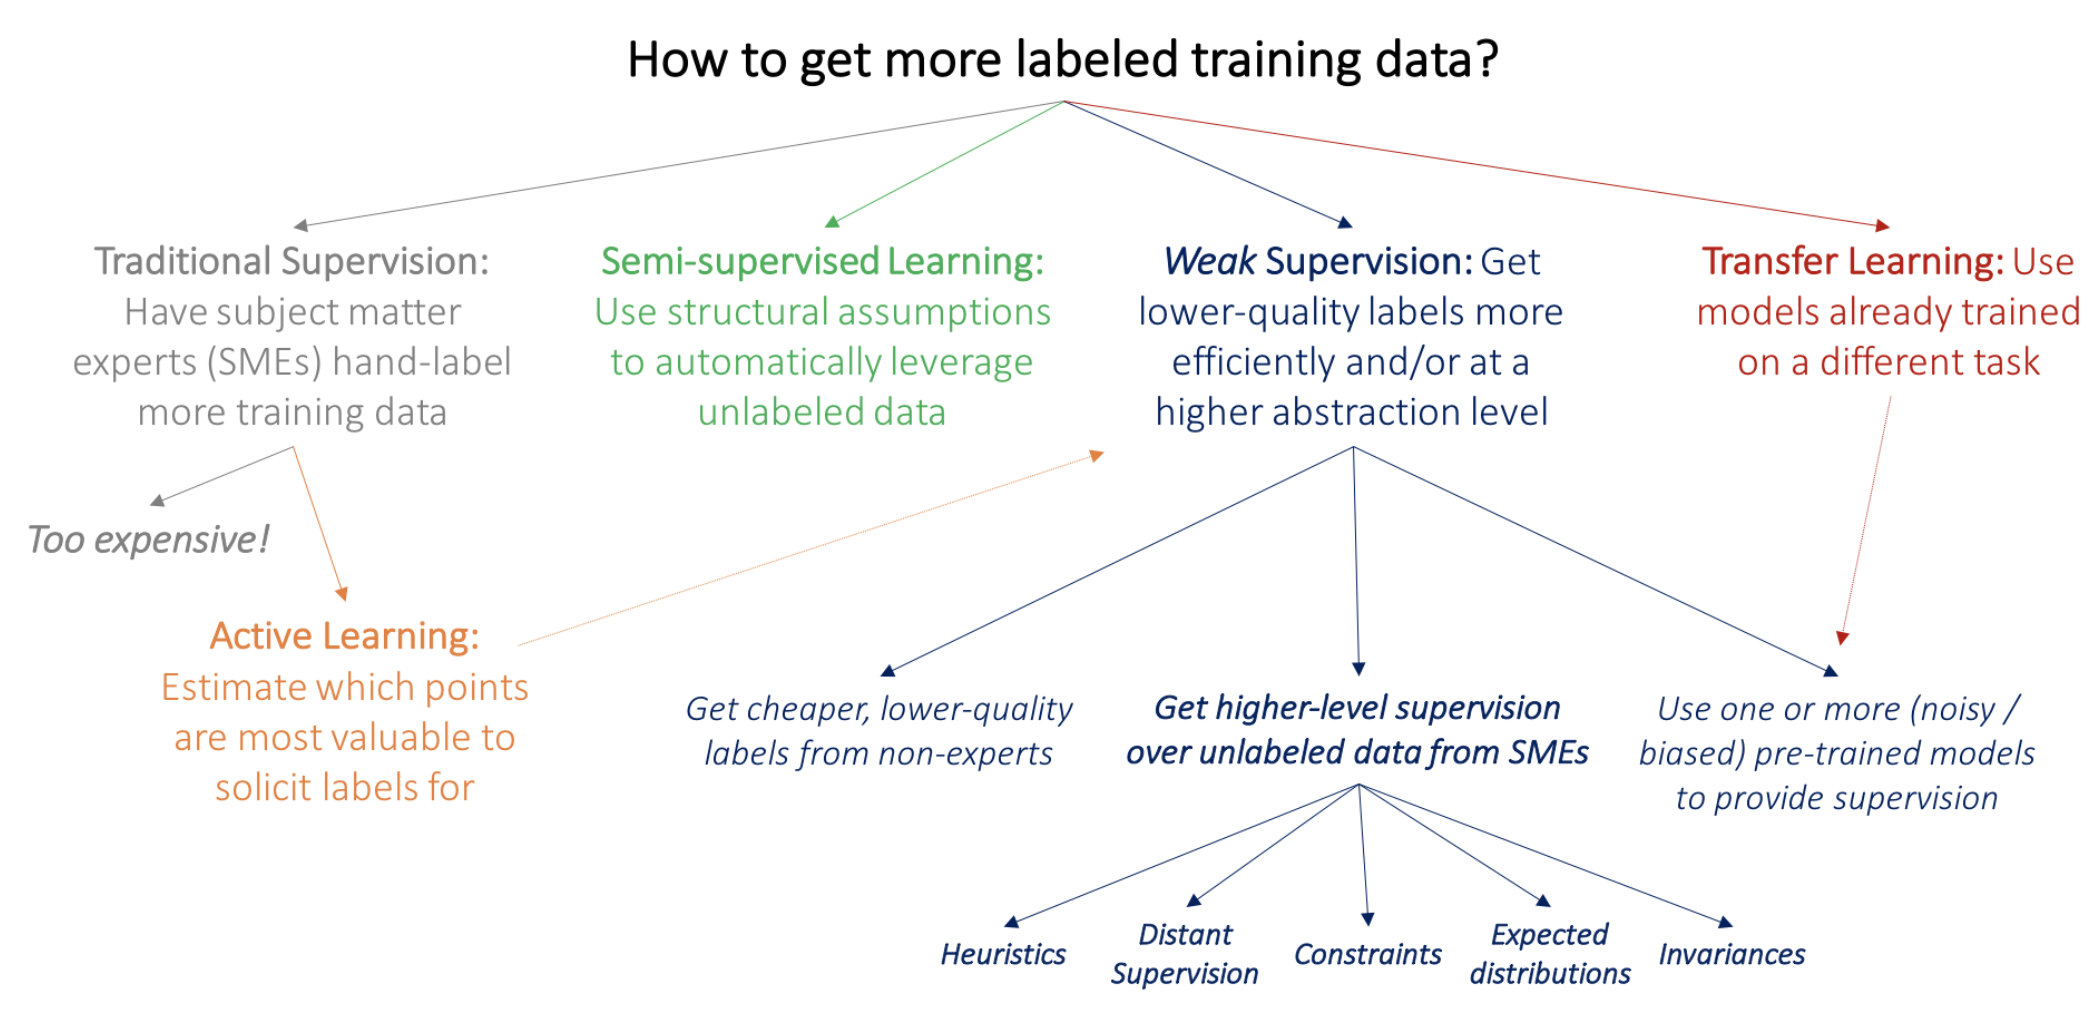 How to get more labeled training data?
Traditional Supervision:
Have subject matter
experts (SMEs) hand-label
more training data
Semi-supervised Learning:
Use structural assumptions
to automatically leverage
unlabeled data
Weak Supervision: Get
lower-quality labels more
efficiently and/or at a
higher abstraction level
Transfer Learning: Use
models already trained
on a different task
Too expensive!
Active Learning:
Estimate which points
are most valuable to
solicit labels for
Get cheaper, lower-quality
labels from non-experts
Get higher-level supervision
over unlabeled data from SMEs
Use one or more (noisy /
biased) pre-trained models
to provide supervision
Heuristics
Distant
Supervision
Constraints
Expected
distributions
Invariances